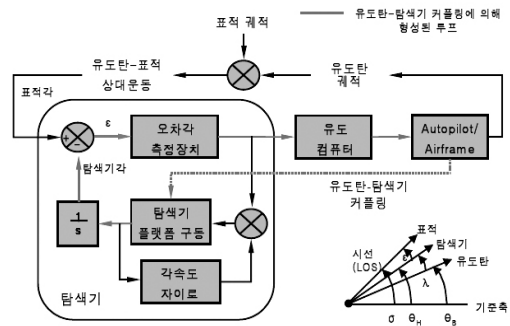 표적 궤적
유도탄-탐색기 커플링에 의해
형성된 루프
유도탄-표적
상대운동
유도탄
궤적
표적각
+
-
ε
오차각
측정장치
유도
컴퓨터
Autopilot/
Airframe
탐색기각
유도탄-탐색기
커플링
1
s
탐색기
플랫폼 구동
각속도
자이로
탐색기
표적
탐색기
유도탄
시선
(LOS)
ε
λ
기준축
σ
θH
θB